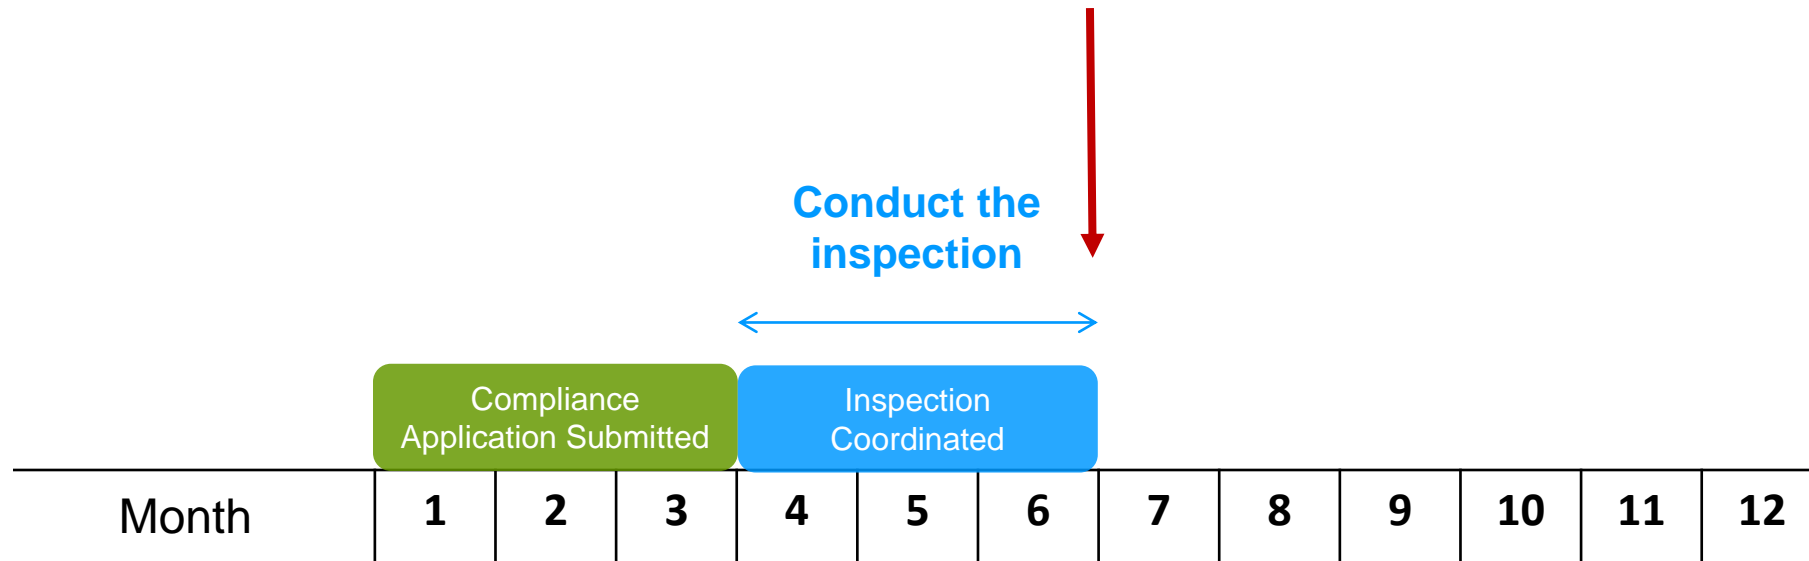 Conduct the
inspection
Compliance
Application Submitted
Inspection
Coordinated
Month 1 2 3 4 5 6 7 8 9 10 11 12